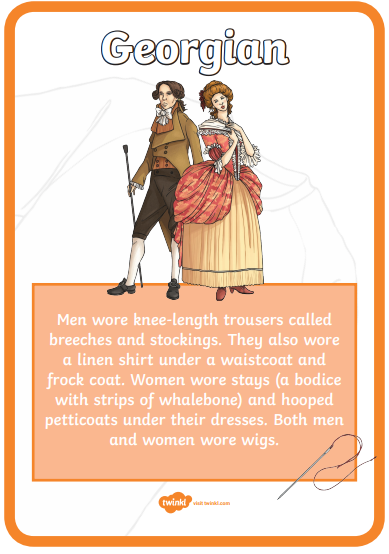 Georgian
Men wore knee-length trousers called
breeches and stockings. They also wore
a linen shirt under a waistcoat and
frock coat. Women wore stays (a bodice
with strips of whalebone) and hooped
petticoats under their dresses. Both men
and women wore wigs.
twinkl visit twinkl.com